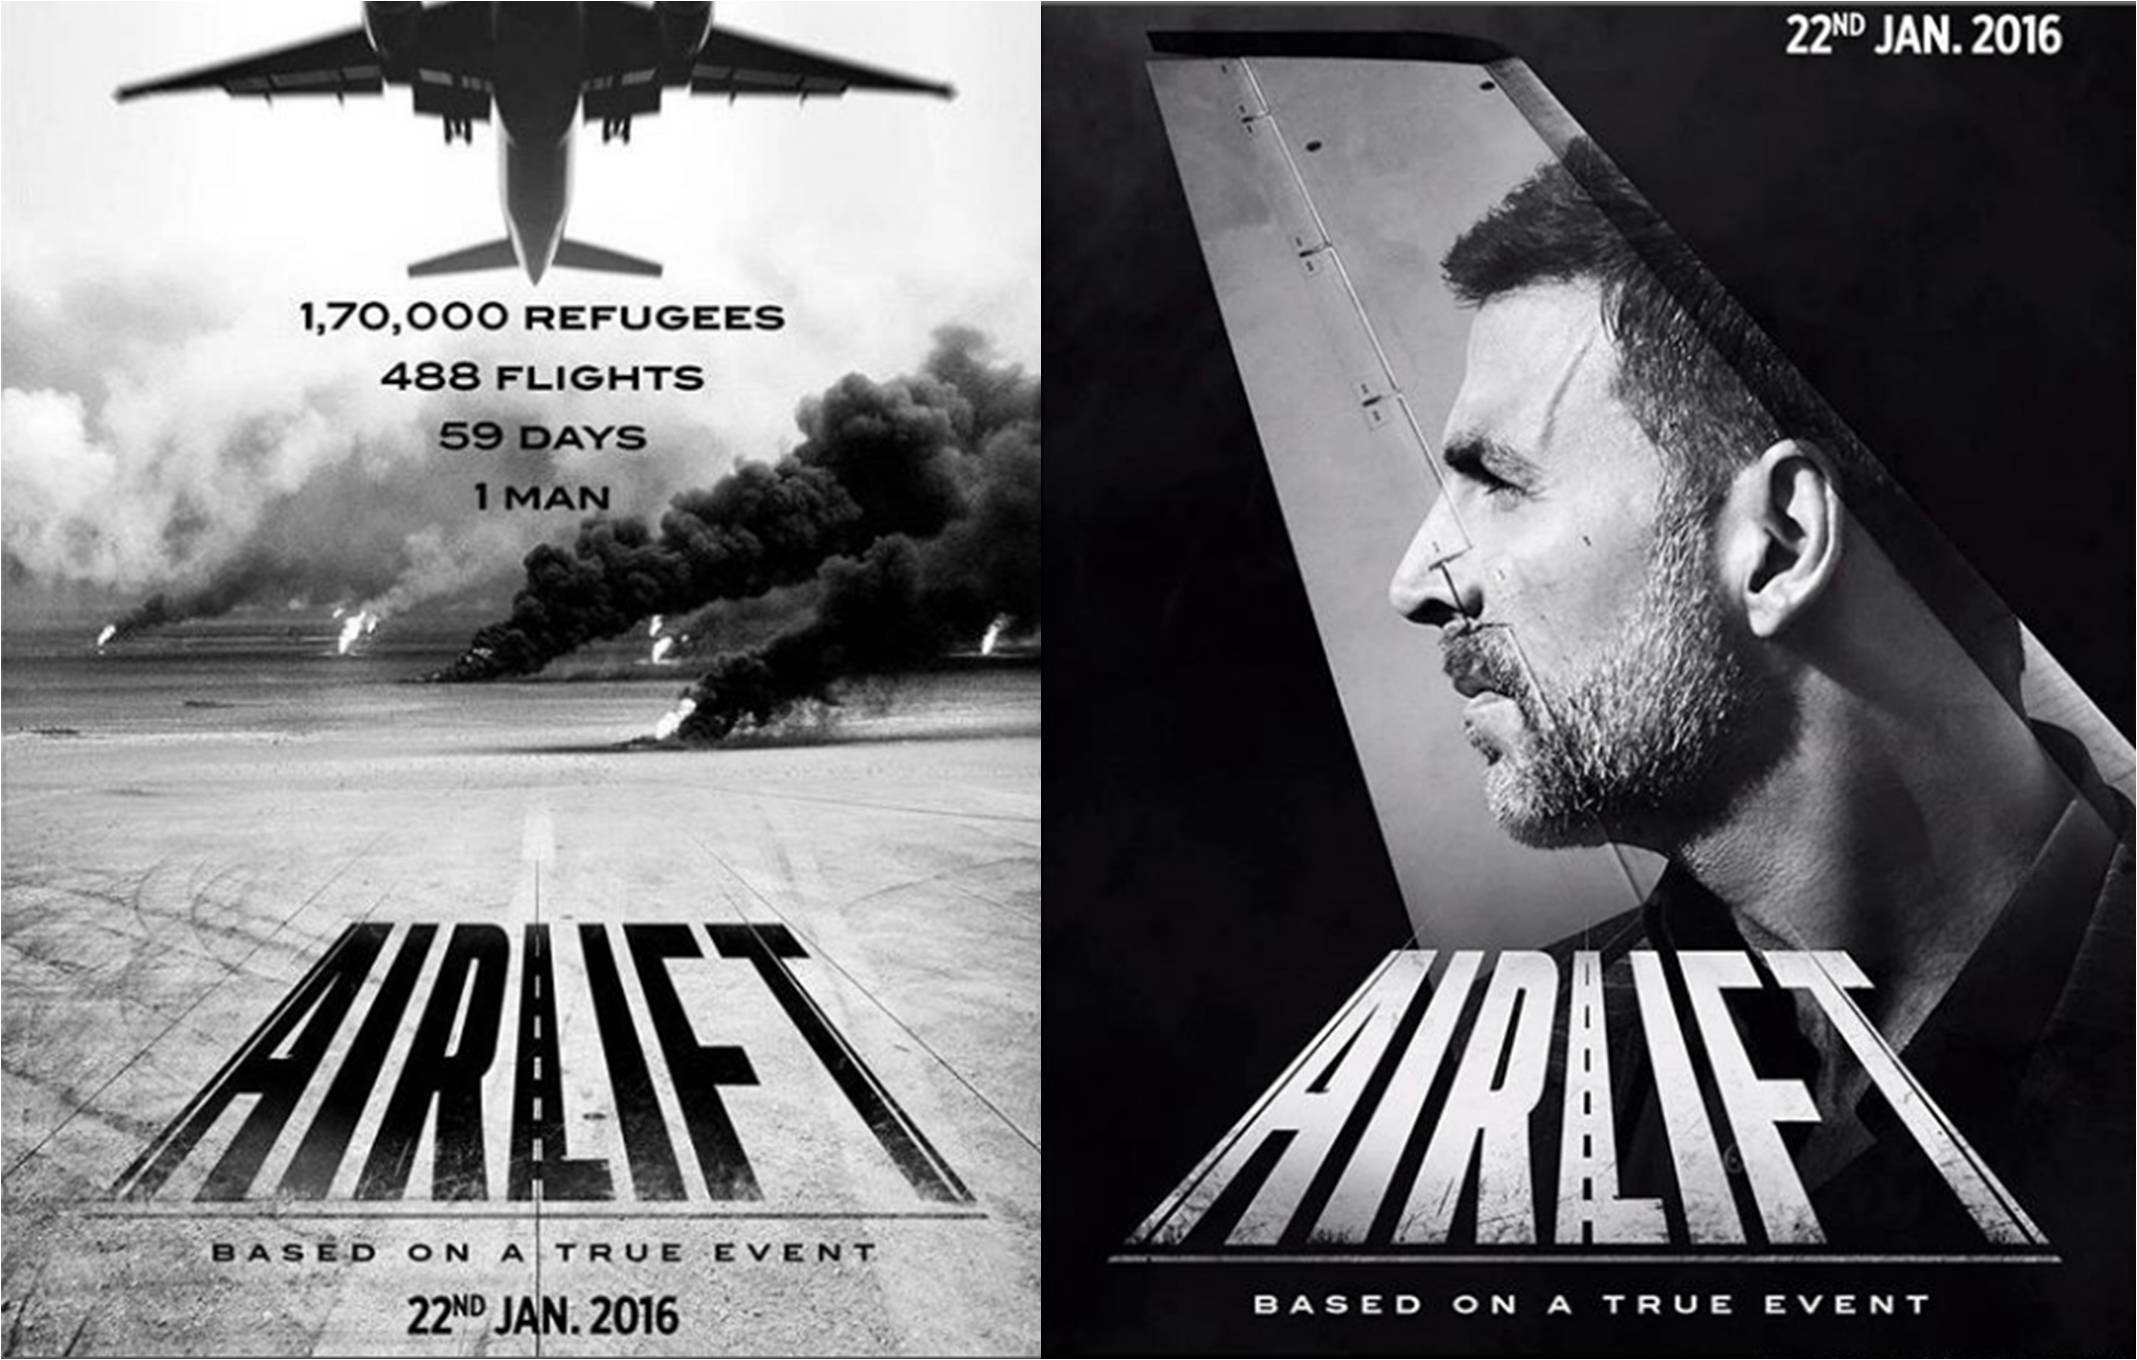 1,70,000 REFUGEES
488 FLIGHTS
59 DAYS
1 MAN
AIRLIFT
BASED ON A TRUE EVENT
22ND JAN. 2016
22ND JAN. 2016
AIRLIFT
BASED ON A TRUE EVENT